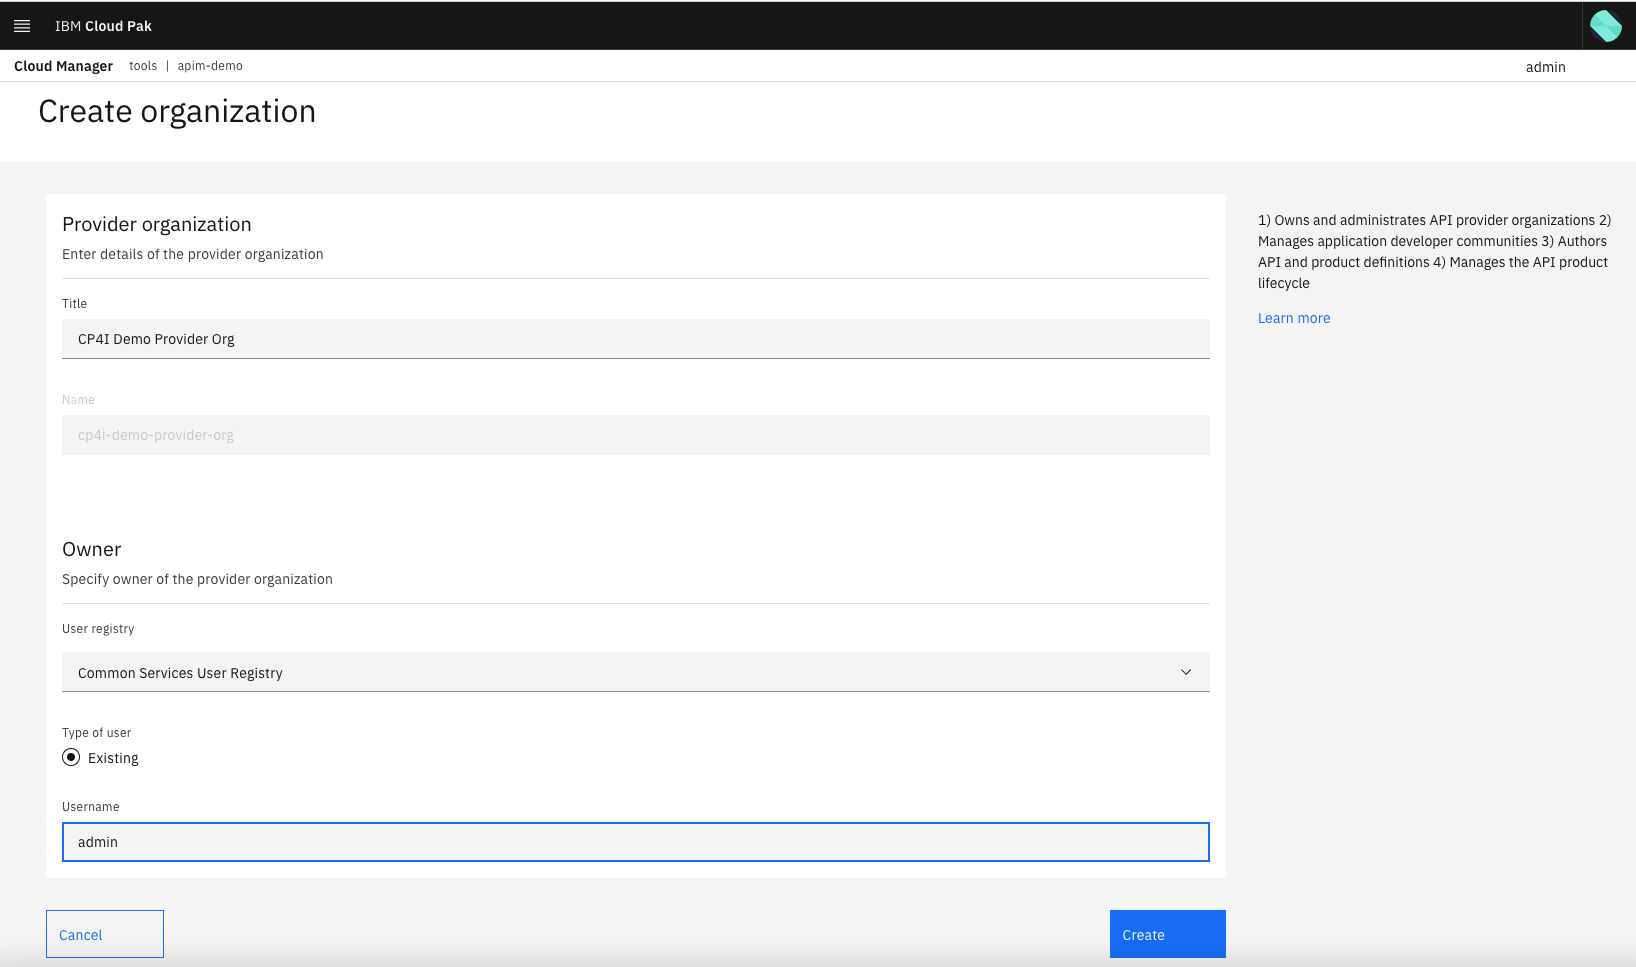 IBM Cloud Pak
Cloud Manager tools | apim-demo
admin
Create organization
Provider organization
Enter details of the provider organization
Title
CP4I Demo Provider Org
Name
cp4i-demo-provider-org
Owner
Specify owner of the provider organization
User registry
Common Services User Registry
Type of user
Existing
Username
admin
Cancel
Create
1) Owns and administrates API provider organizations 2)
Manages application developer communities 3) Authors
API and product definitions 4) Manages the API product
lifecycle
Learn more